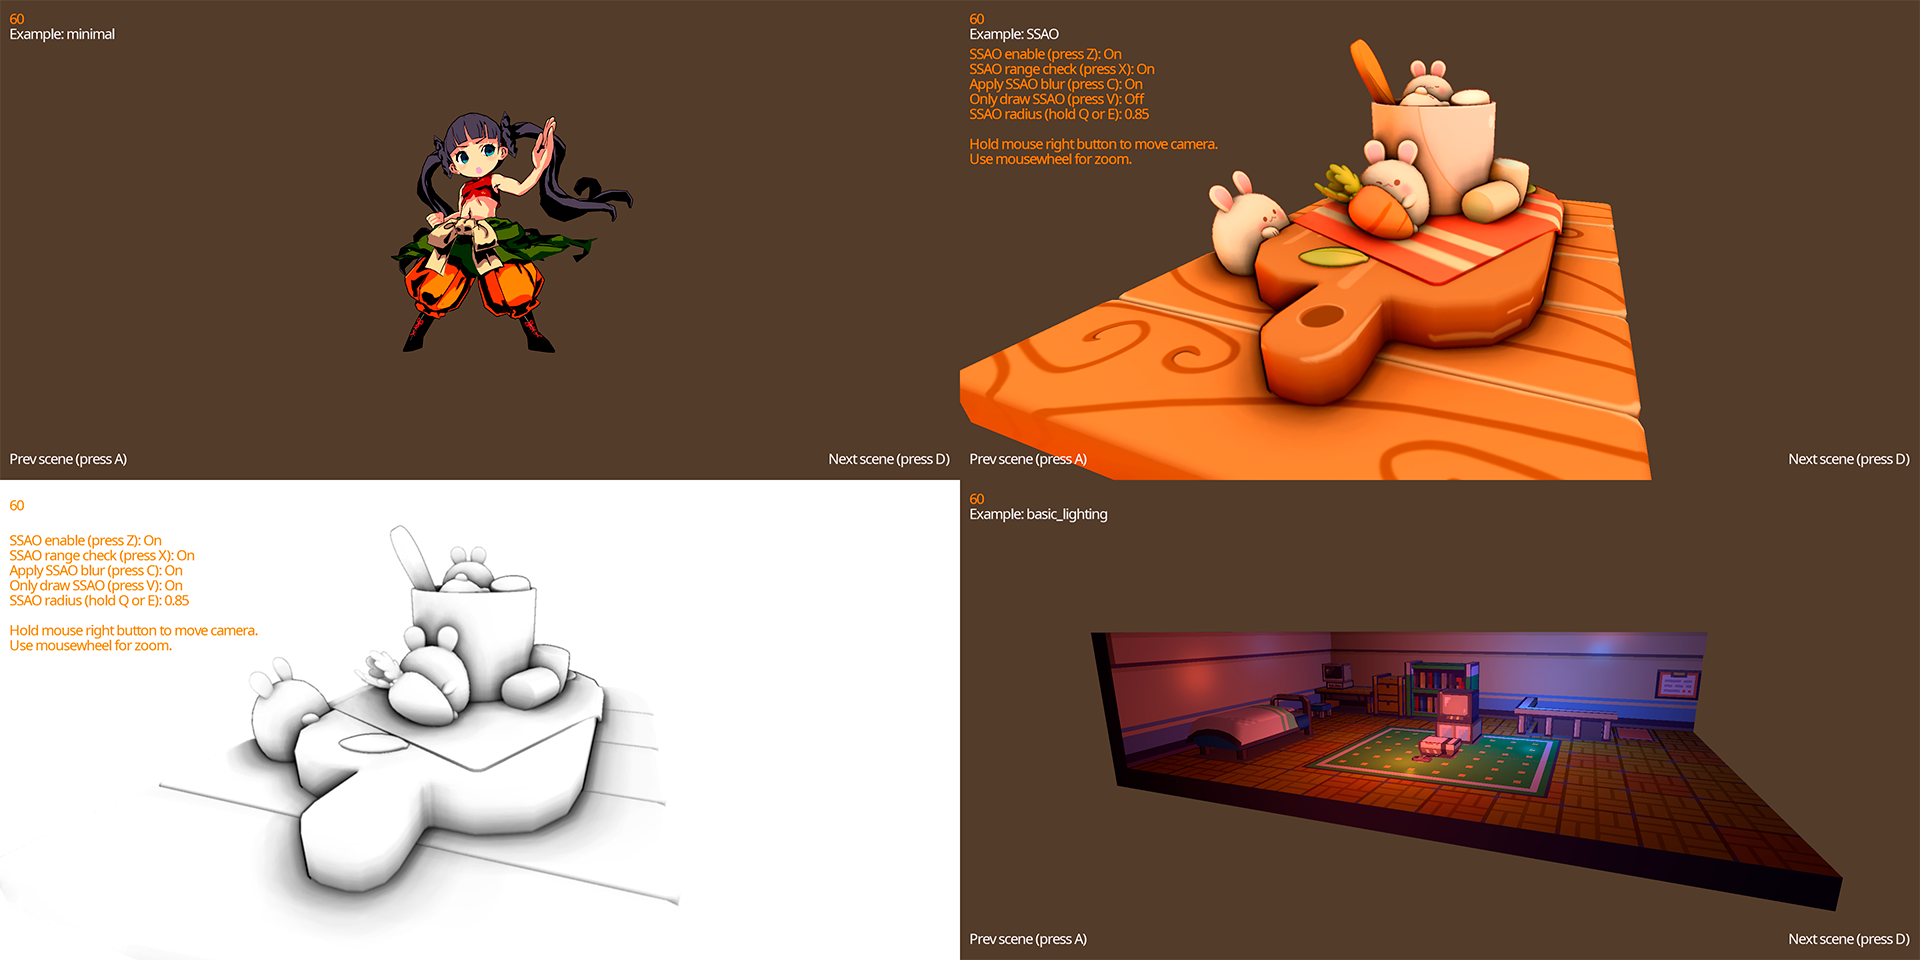 60
Example: minimal
Prev scene (press A)
Next scene (press D)
60
Example: SSAO
SSAO enable (press Z): On
SSAO range check (press X): On
Apply SSAO blur (press C): On
Only draw SSAO (press V): Off
SSAO radius (hold Q or E): 0.85
Hold mouse right button to move camera.
Use mousewheel for zoom.
Prev scene (press A)
Next scene (press D)
60
SSAO enable (press Z): On
SSAO range check (press X): On
Apply SSAO blur (press C): On
Only draw SSAO (press V): On
SSAO radius (hold Q or E): 0.85
Hold mouse right button to move camera.
Use mousewheel for zoom.
60
Example: basic_lighting
Prev scene (press A)
Next scene (press D)